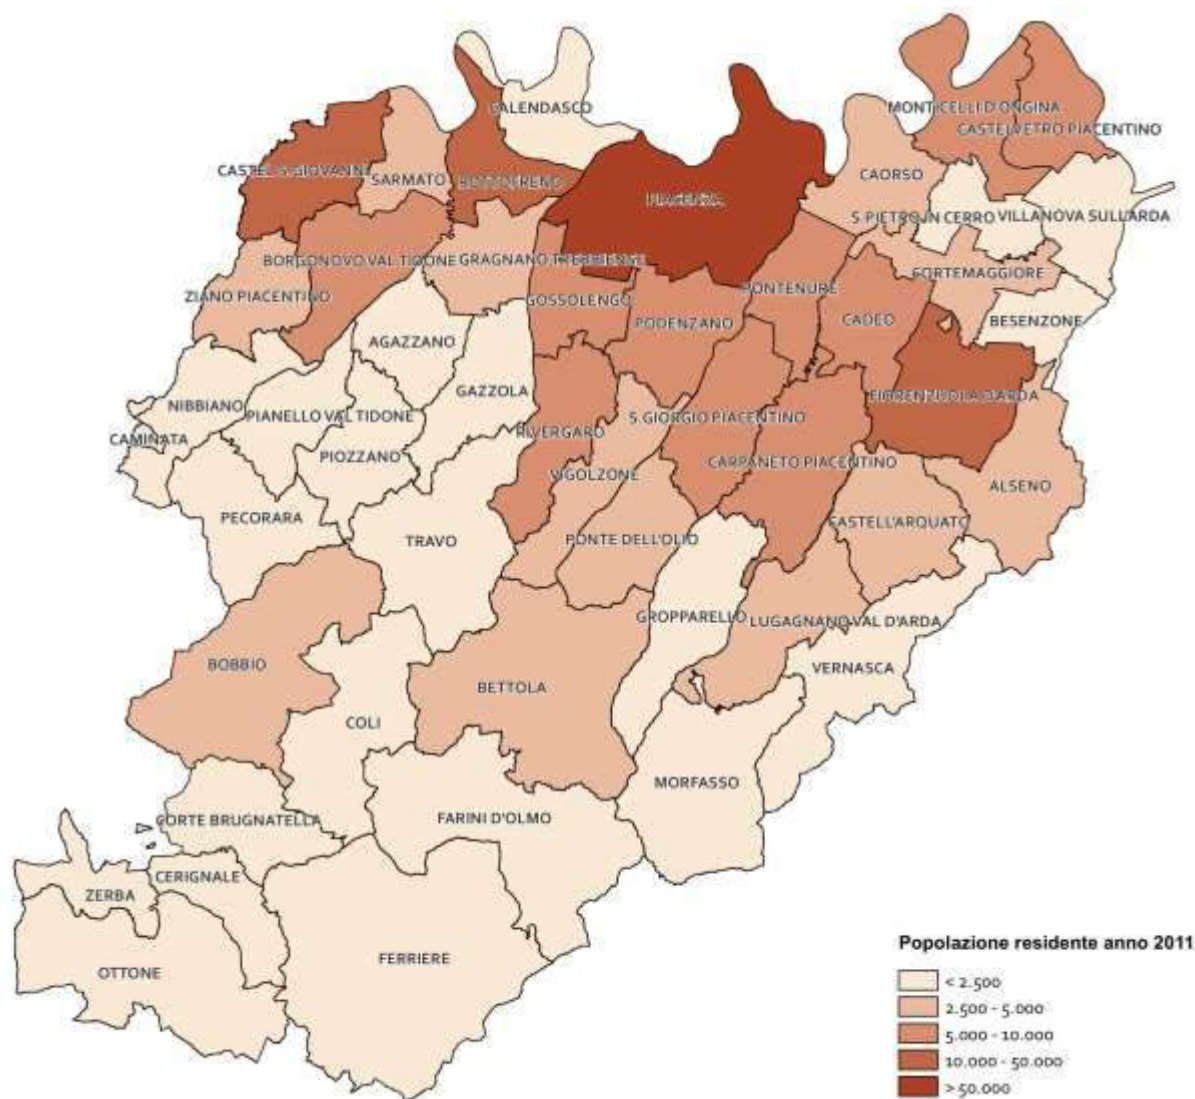 CALENDASCO
MONTICELLI D'ONGINA
CASTELVETRO PIACENTINO
CASTEL S.GIOVANNI
SARMATO
ROTTOFRENO
PIACENZA
CAORSO
S.PIETRO IN CERRO
VILLANOVA SULL'ARDA
BORGONOVO VAL TIDONE
GRAGNANO TREBBIENSE
CORTEMAGGIORE
ZIANO PIACENTINO
GOSSOLENGO
PONTENURE
PODENZANO
CADEO
BESENZONE
AGAZZANO
GAZZOLA
FIORENZUOLA D'ARDA
NIBBIANO
PIANELLO VAL TIDONE
S.GIORGIO PIACENTINO
RIVERGARO
CAMINATA
PIOZZANO
CARPANETO PIACENTINO
VIGOLZONE
ALSENO
PECORARA
CASTELL'ARQUATO
TRAVO
PONTE DELL'OLIO
GROPPARELLO
LUGAGNANO VAL D'ARDA
BOBBIO
VERNASCA
BETTOLA
COLI
MORFASSO
CORTE BRUGNATELLA
FARINI D'OLMO
CERIGNALE
ZERBA
FERRIERE
OTTONE
Popolazione residente anno 2011
< 2.500
2.500 - 5.000
5.000 - 10.000
10.000 - 50.000
> 50.000